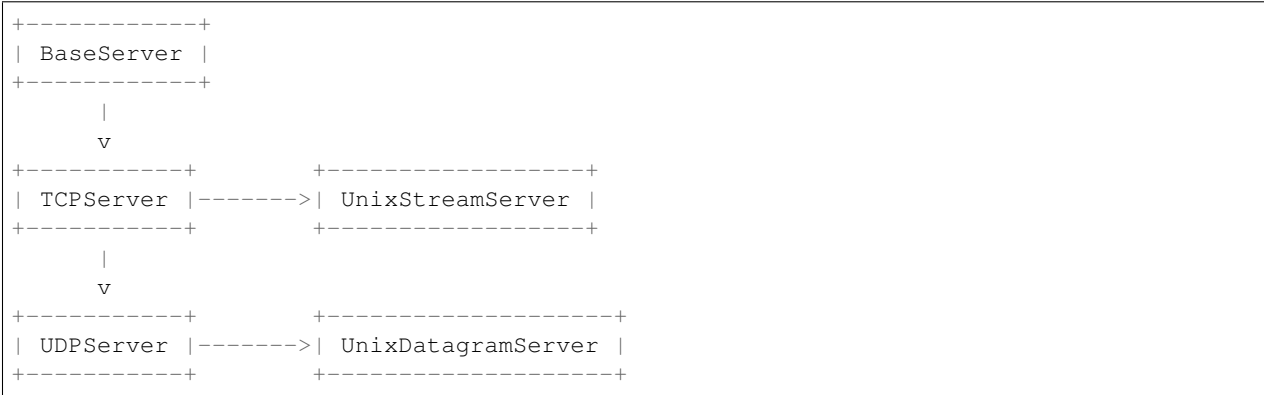 +------------+
| BaseServer |
+------------+
      |
      v
+-----------+        +------------------+
| TCPServer |------->| UnixStreamServer |
+-----------+        +------------------+
      |
      v
+-----------+        +--------------------+
| UDPServer |------->| UnixDatagramServer |
+-----------+        +--------------------+